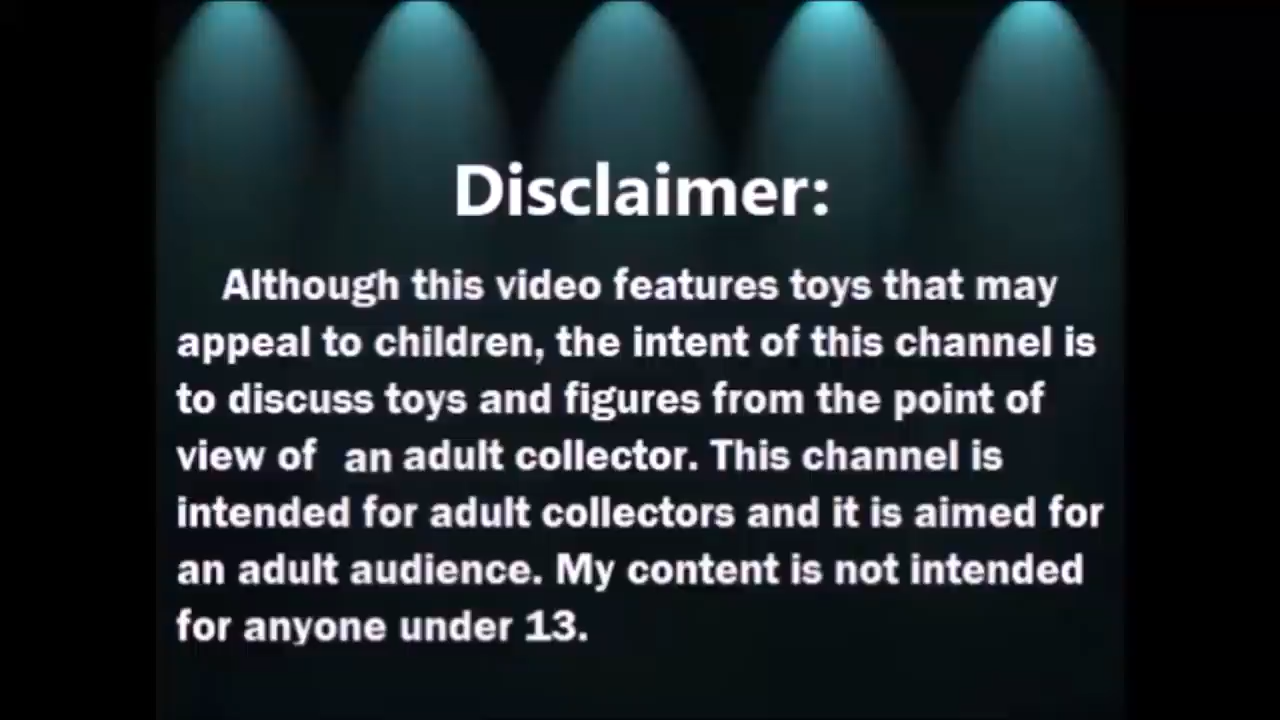 Disclaimer:
Although this video features toys that may
appeal to children, the intent of this channel is
to discuss toys and figures from the point of
view of an adult collector. This channel is
intended for adult collectors and it is aimed for
an adult audience. My content is not intended
for anyone under 13.